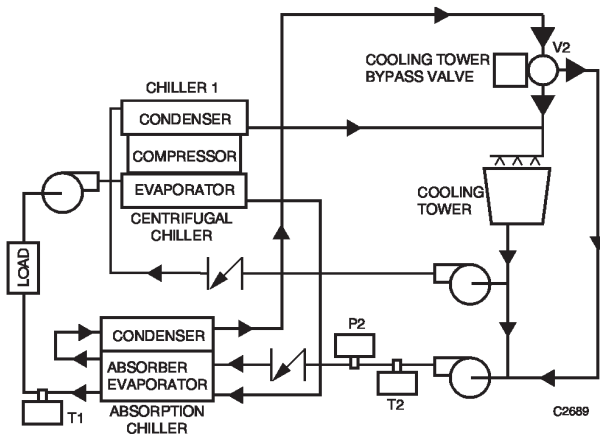 V2
COOLING TOWER
BYPASS VALVE
CHILLER 1
CONDENSER
COMPRESSOR
EVAPORATOR
CENTRIFUGAL
CHILLER
COOLING
TOWER
LOAD
CONDENSER
ABSORBER
EVAPORATOR
ABSORPTION
CHILLER
T1
P2
T2
C2689